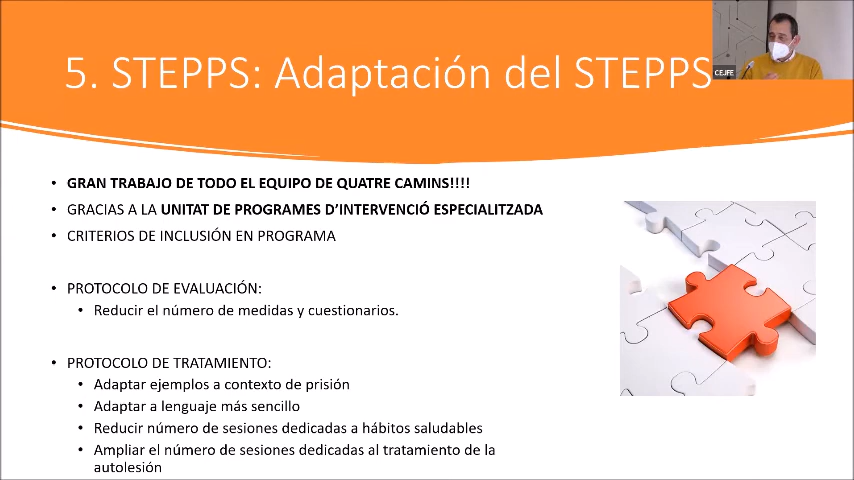 5. STEPPS: Adaptación del STEPPS
CEJFE
• GRAN TRABAJO DE TODO EL EQUIPO DE QUATRE CAMINS!!!!
• GRACIAS A LA UNITAT DE PROGRAMES D'INTERVENCIÓ ESPECIALITZADA
• CRITERIOS DE INCLUSIÓN EN PROGRAMA
• PROTOCOLO DE EVALUACIÓN:
• Reducir el número de medidas y cuestionarios.
• PROTOCOLO DE TRATAMIENTO:
• Adaptar ejemplos a contexto de prisión
• Adaptar a lenguaje más sencillo
• Reducir número de sesiones dedicadas a hábitos saludables
• Ampliar el número de sesiones dedicadas al tratamiento de la
autolesión